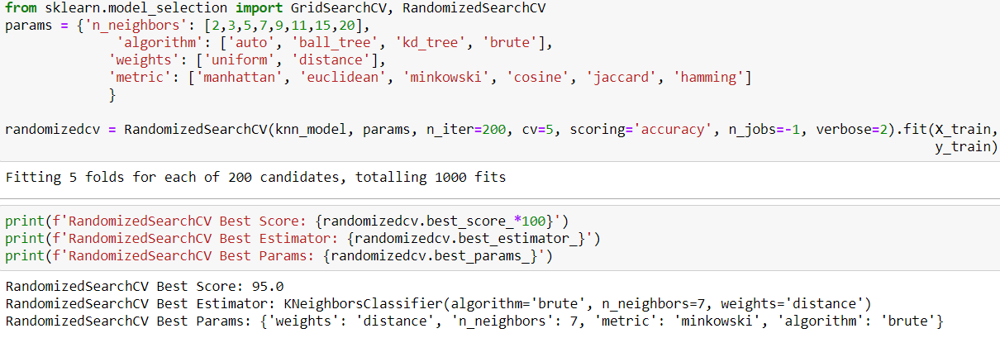 from sklearn.model_selection import GridSearchCV, RandomizedSearchCV
params = {'n_neighbors': [2,3,5,7,9,11,15,20],
'algorithm': ['auto', 'ball_tree', 'kd_tree', 'brute'],
'weights': ['uniform', 'distance'],
'metric': ['manhattan', 'euclidean', 'minkowski', 'cosine', 'jaccard', 'hamming']
}
randomizedcv = RandomizedSearchCV(knn_model, params, n_iter=200, cv=5, scoring='accuracy', n_jobs=-1, verbose=2).fit(X_train,
y_train)
Fitting 5 folds for each of 200 candidates, totalling 1000 fits
print(f'RandomizedSearchCV Best Score: {randomizedcv.best_score_*100}')
print(f'RandomizedSearchCV Best Estimator: {randomizedcv.best_estimator_}')
print(f'RandomizedSearchCV Best Params: {randomizedcv.best_params_}')
RandomizedSearchCV Best Score: 95.0
RandomizedSearchCV Best Estimator: KNeighborsClassifier(algorithm='brute', n_neighbors=7, weights='distance')
RandomizedSearchCV Best Params: {'weights': 'distance', 'n_neighbors': 7, 'metric': 'minkowski', 'algorithm': 'brute'}